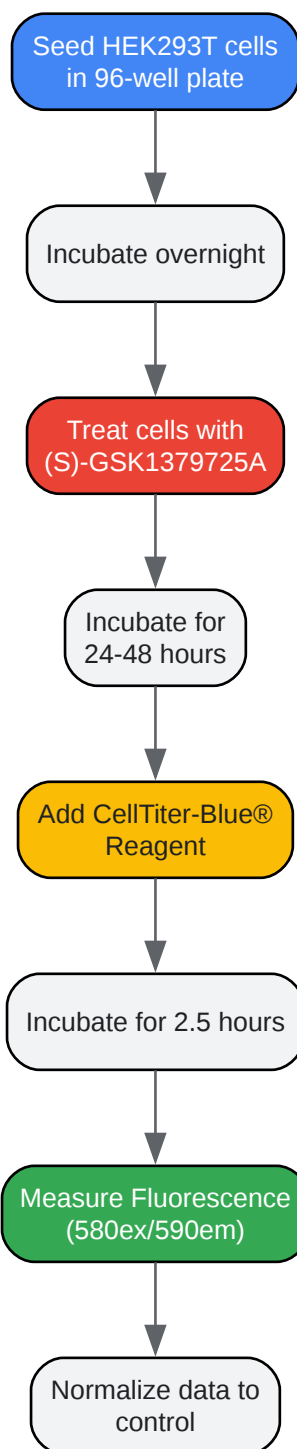 Seed HEK293T cells
in 96-well plate
Incubate overnight
Treat cells with
(S)-GSK1379725A
Incubate for
24-48 hours
Add CellTiter-Blue®
Reagent
Incubate for 2.5 hours
Measure Fluorescence
(580ex/590em)
Normalize data to
control